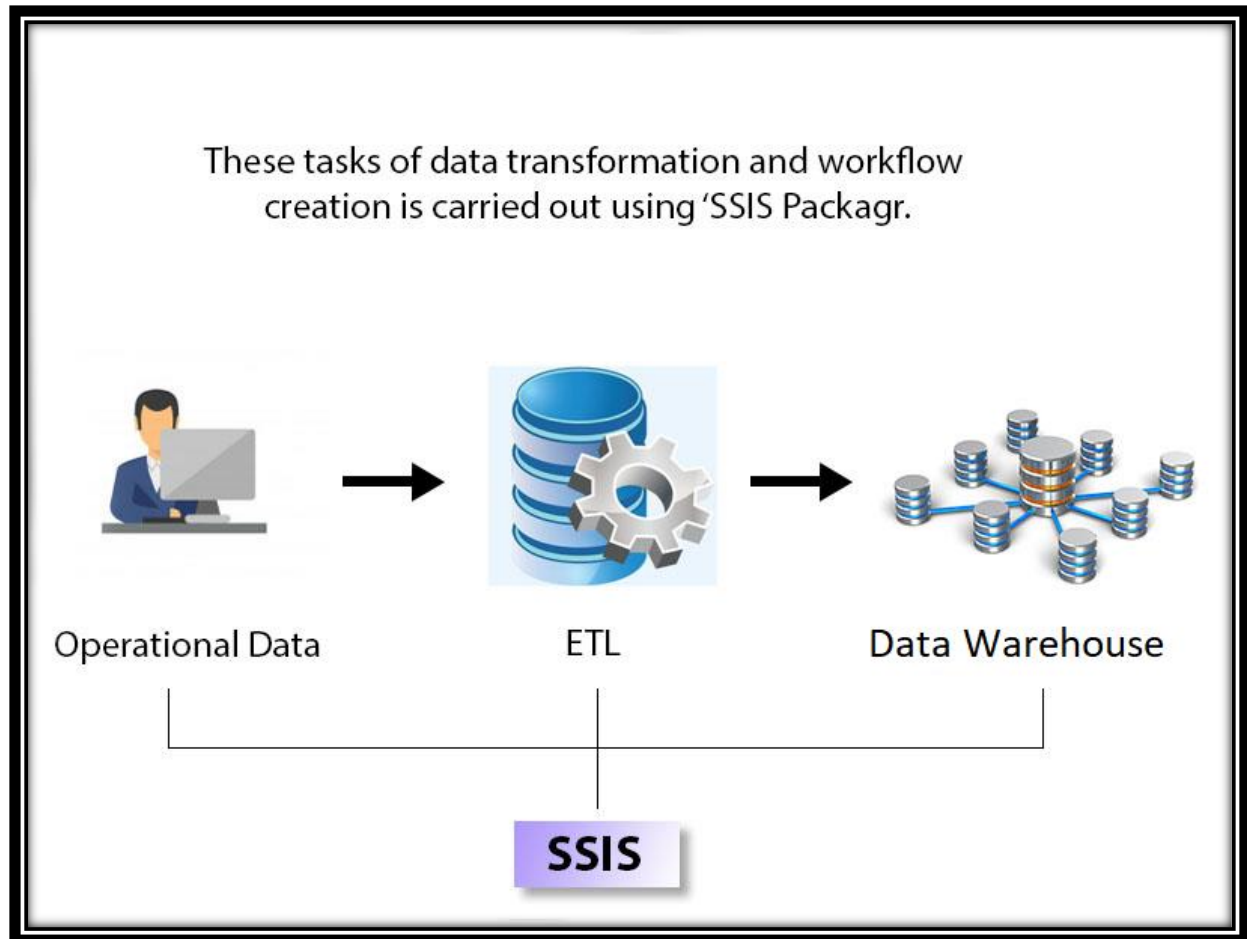 These tasks of data transformation and workflow
creation is carried out using ‘SSIS Packagr.
Operational Data
ETL
Data Warehouse
SSIS